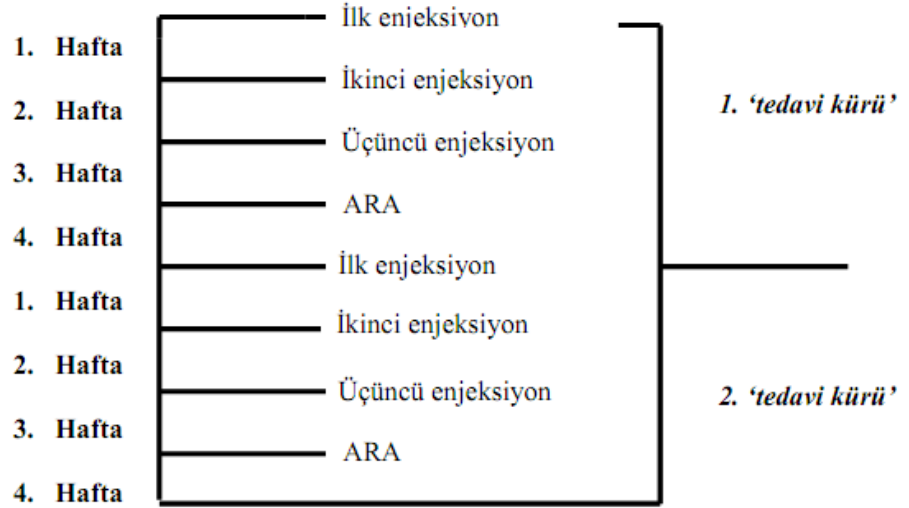 İlk enjeksiyon
1. Hafta
İkinci enjeksiyon
2. Hafta
1. ‘tedavi kürü’
Üçüncü enjeksiyon
3. Hafta
ARA
4. Hafta
İlk enjeksiyon
1. Hafta
İkinci enjeksiyon
2. Hafta
Üçüncü enjeksiyon
2. ‘tedavi kürü’
3. Hafta
ARA
4. Hafta